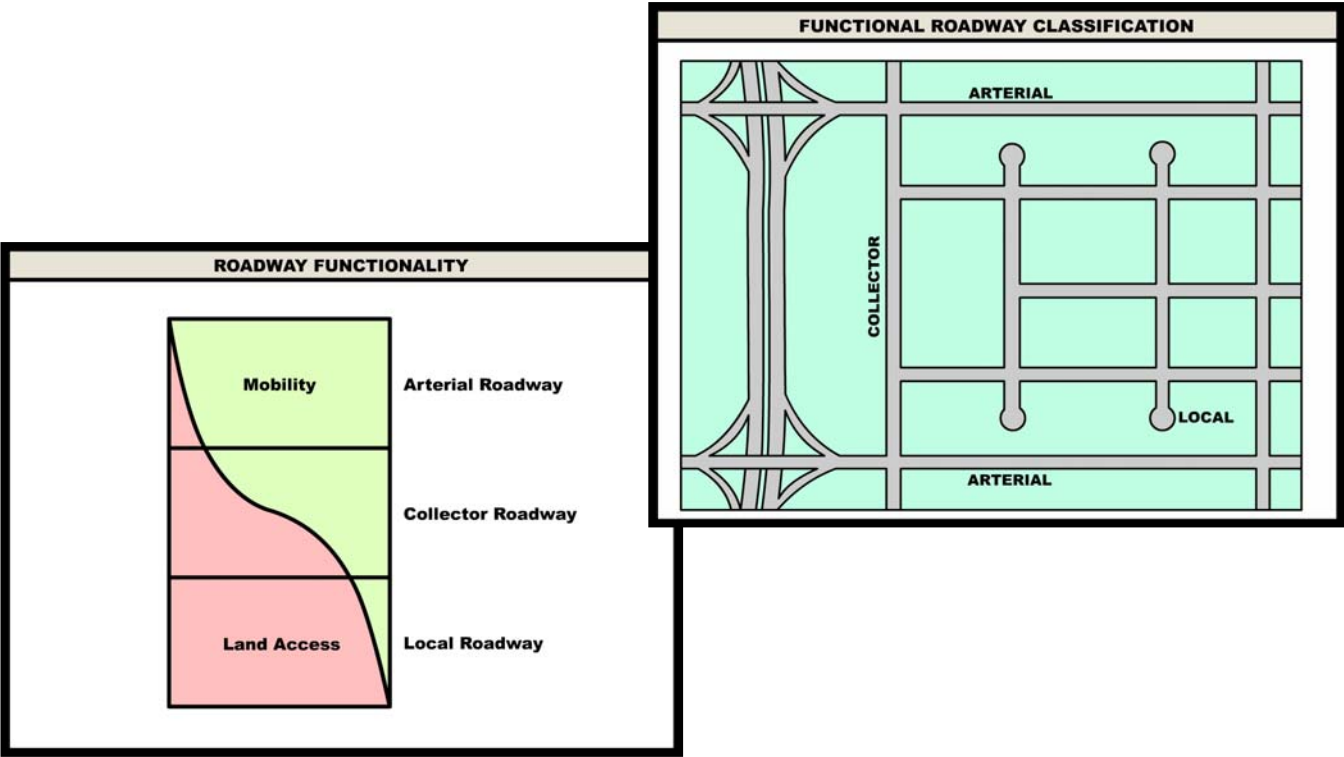 FUNCTIONAL ROADWAY CLASSIFICATION
ARTERIAL
COLLECTOR
LOCAL
ARTERIAL
ROADWAY FUNCTIONALITY
Mobility
Arterial Roadway
Collector Roadway
Land Access
Local Roadway